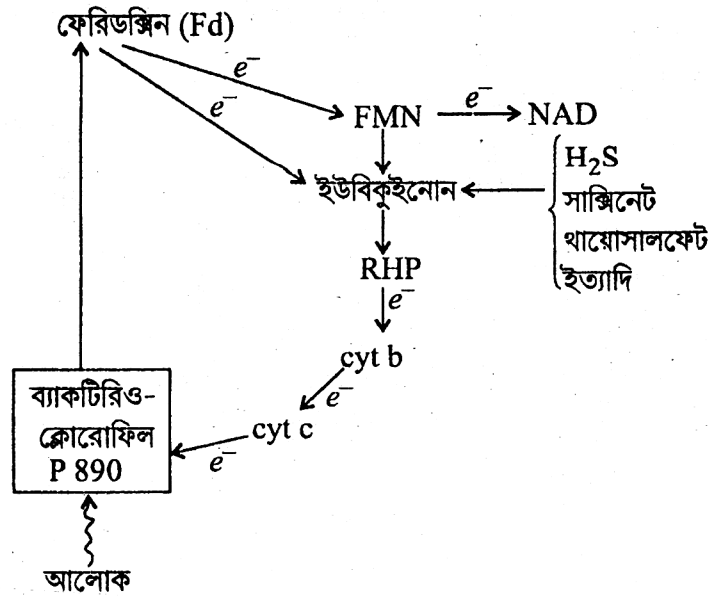 ফেরিডক্সিন (Fd)
e⁻
e⁻
FMN
e⁻
NAD
H₂S
সাক্সিনেট
থায়োসালফেট
ইত্যাদি
ইউবিকুইনোন
RHP
e⁻
cyt b
e⁻
cyt c
e⁻
ব্যাকটিরিও-
ক্লোরোফিল
P 890
আলোক